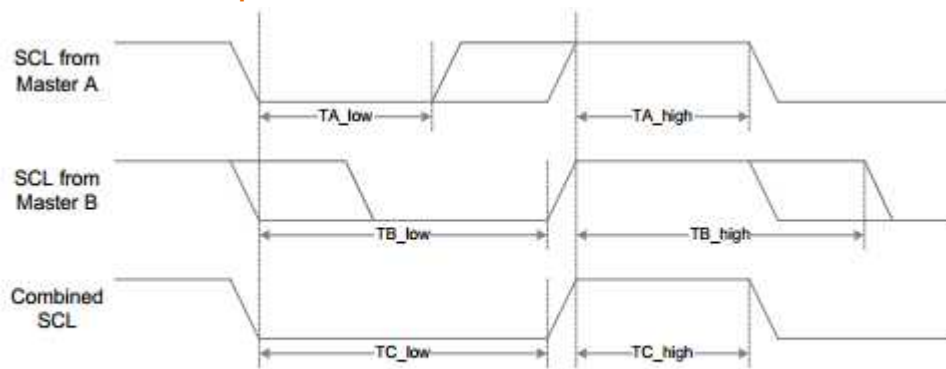 SCL from
Master A
TA_low
TA_high
SCL from
Master B
TB_low
TB_high
Combined
SCL
TC_low
TC_high